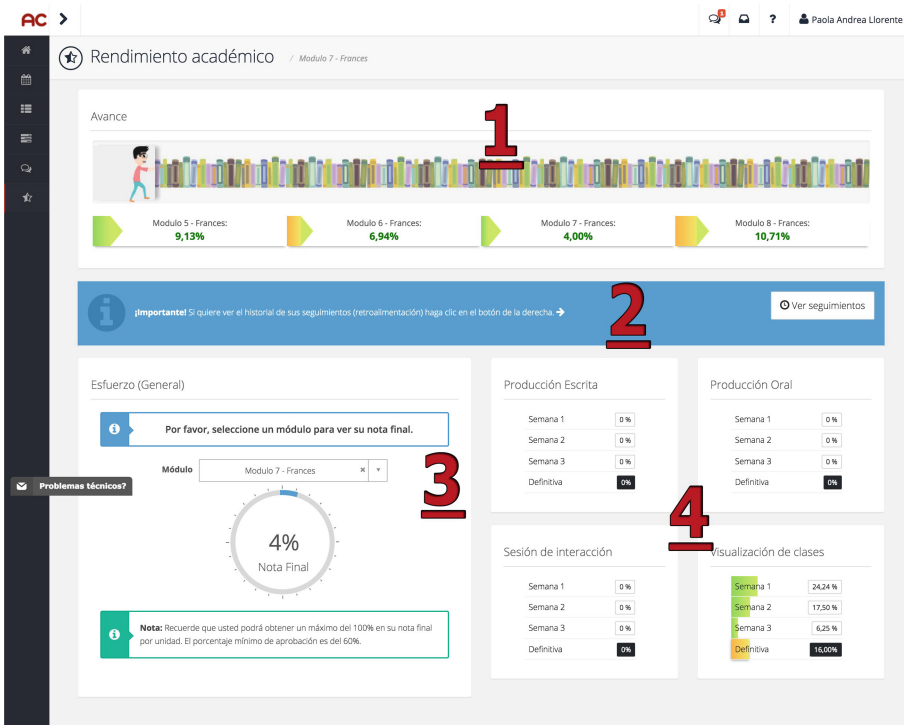 AC
1
? Paola Andrea Llorente
Rendimiento académico / Modulo 7 - Frances
Avance
1
Modulo 5 - Frances:
9,13%
Modulo 6 - Frances:
6,94%
Modulo 7 - Frances:
4,00%
Modulo 8 - Frances:
10,71%
¡Importante! Si quiere ver el historial de sus seguimientos (retroalimentación) haga clic en el botón de la derecha.
2
Ver seguimientos
Esfuerzo (General)
Por favor, seleccione un módulo para ver su nota final.
Módulo
Modulo 7 - Frances ×
3
Problemas técnicos?
4%
Nota Final
Nota: Recuerde que usted podrá obtener un máximo del 100% en su nota final
por unidad. El porcentaje mínimo de aprobación es del 60%.
Producción Escrita
Semana 1 0 %
Semana 2 0 %
Semana 3 0 %
Definitiva 0%
Producción Oral
Semana 1 0 %
Semana 2 0 %
Semana 3 0 %
Definitiva 0%
4
Sesión de interacción
Semana 1 0 %
Semana 2 0 %
Semana 3 0 %
Definitiva 0%
Visualización de clases
Semana 1 24,24 %
Semana 2 17,50 %
Semana 3 6,25 %
Definitiva 16,00%